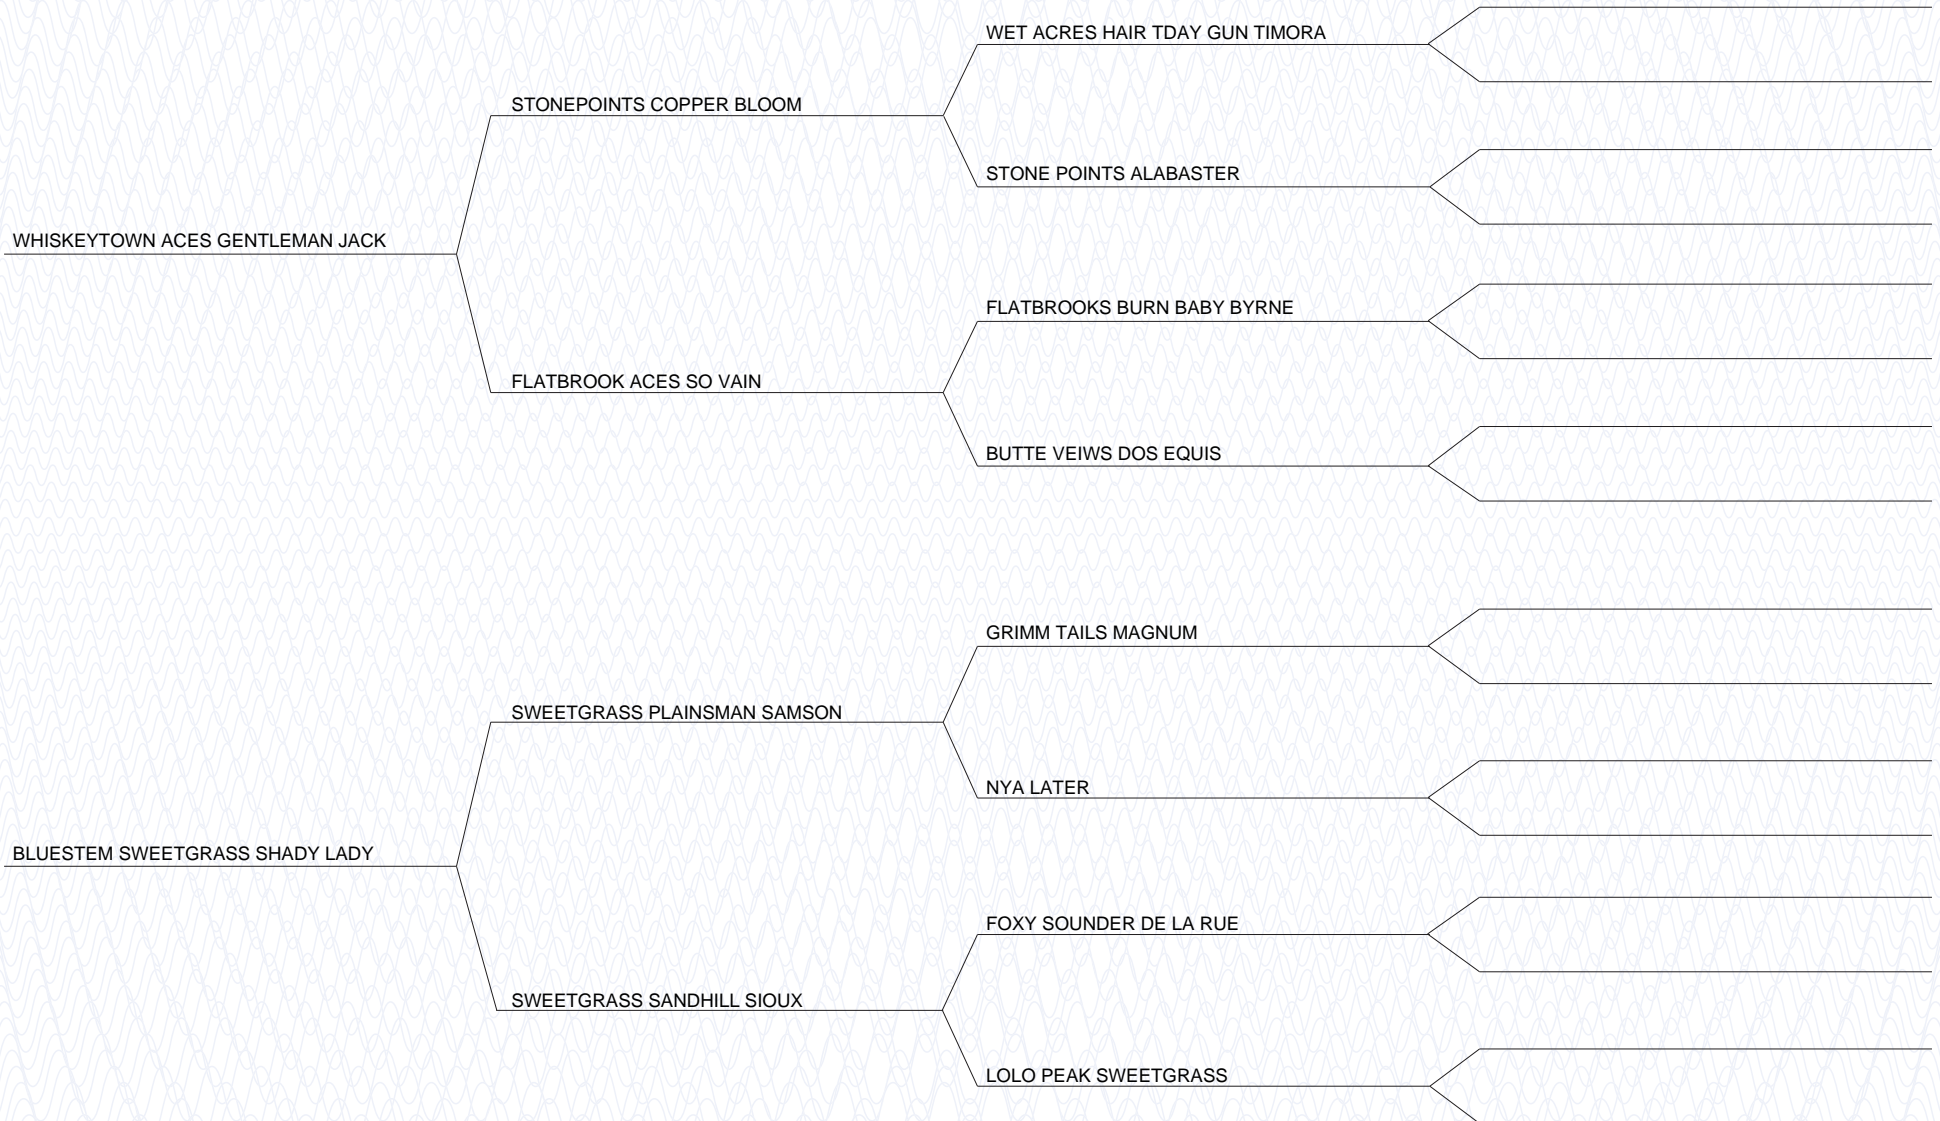 WET ACRES HAIR TDAY GUN TIMORA
STONEPOINTS COPPER BLOOM
STONE POINTS ALABASTER
WHISKEYTOWN ACES GENTLEMAN JACK
FLATBROOKS BURN BABY BYRNE
FLATBROOK ACES SO VAIN
BUTTE VEIWS DOS EQUIS
GRIMM TAILS MAGNUM
SWEETGRASS PLAINSMAN SAMSON
NYA LATER
BLUESTEM SWEETGRASS SHADY LADY
FOXY SOUNDER DE LA RUE
SWEETGRASS SANDHILL SIOUX
LOLO PEAK SWEETGRASS